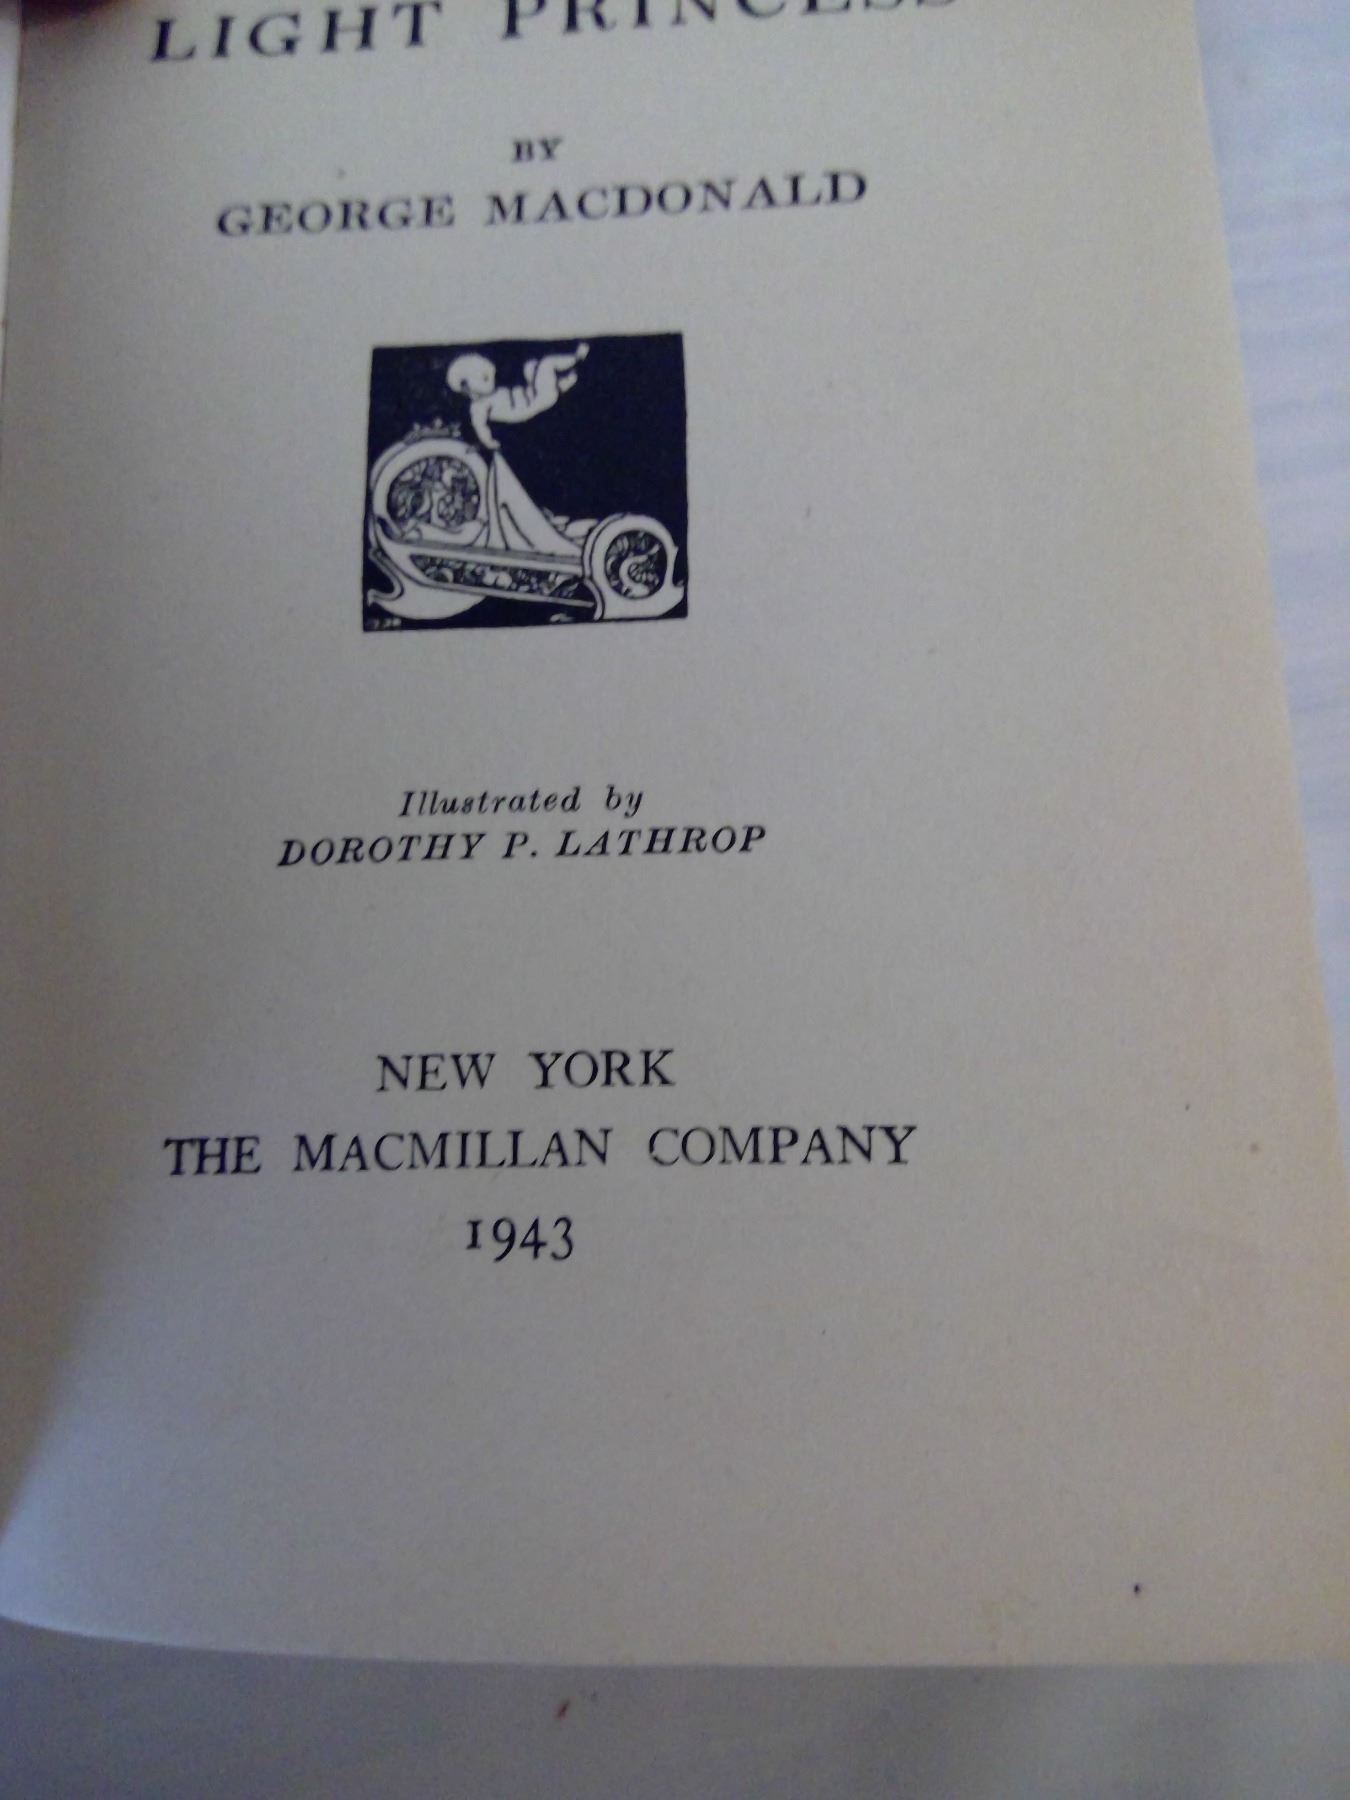 LIGHT PRINCESS
BY
GEORGE MACDONALD
Illustrated by
DOROTHY P. LATHROP
NEW YORK
THE MACMILLAN COMPANY
1943